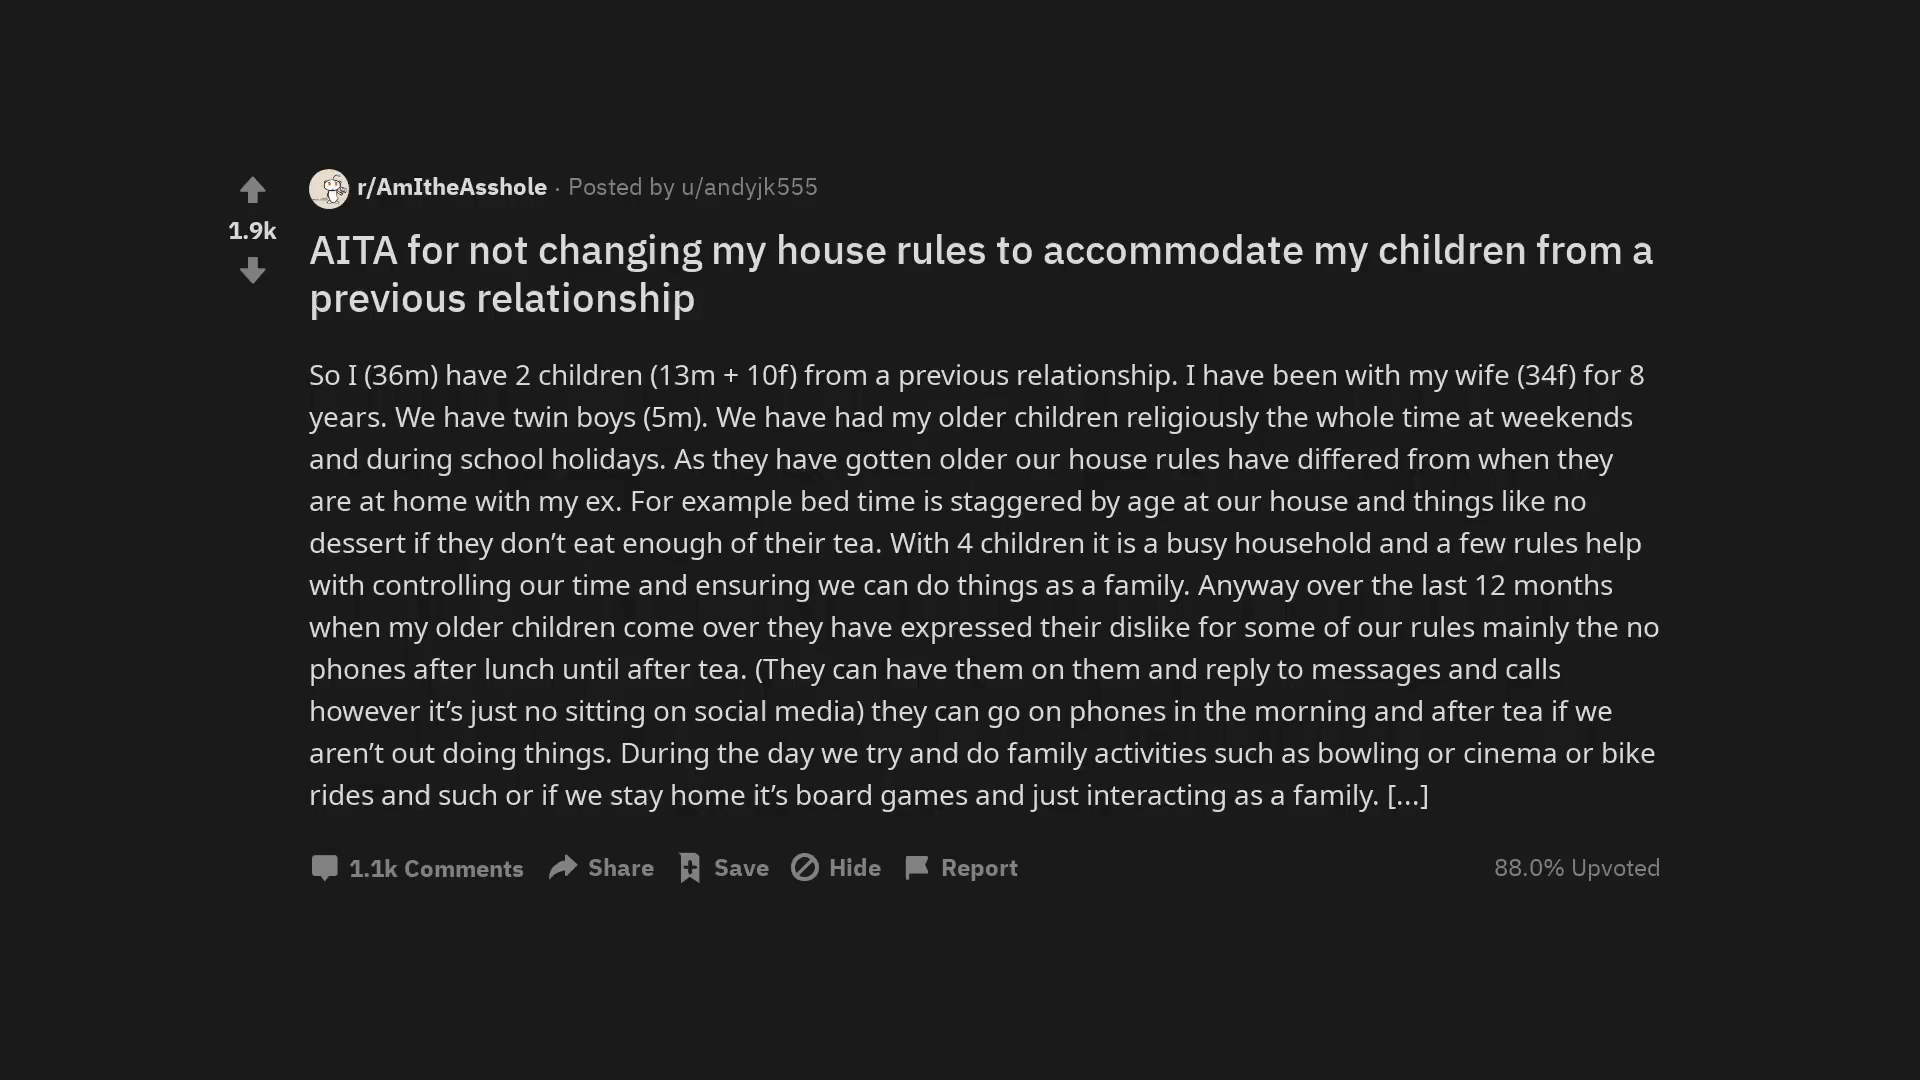 r/AmItheAsshole · Posted by u/andyjk555
1.9k
AITA for not changing my house rules to accommodate my children from a
previous relationship
So I (36m) have 2 children (13m + 10f) from a previous relationship. I have been with my wife (34f) for 8
years. We have twin boys (5m). We have had my older children religiously the whole time at weekends
and during school holidays. As they have gotten older our house rules have differed from when they
are at home with my ex. For example bed time is staggered by age at our house and things like no
dessert if they don’t eat enough of their tea. With 4 children it is a busy household and a few rules help
with controlling our time and ensuring we can do things as a family. Anyway over the last 12 months
when my older children come over they have expressed their dislike for some of our rules mainly the no
phones after lunch until after tea. (They can have them on them and reply to messages and calls
however it’s just no sitting on social media) they can go on phones in the morning and after tea if we
aren’t out doing things. During the day we try and do family activities such as bowling or cinema or bike
rides and such or if we stay home it’s board games and just interacting as a family. [...]
1.1k Comments Share Save Hide Report 88.0% Upvoted